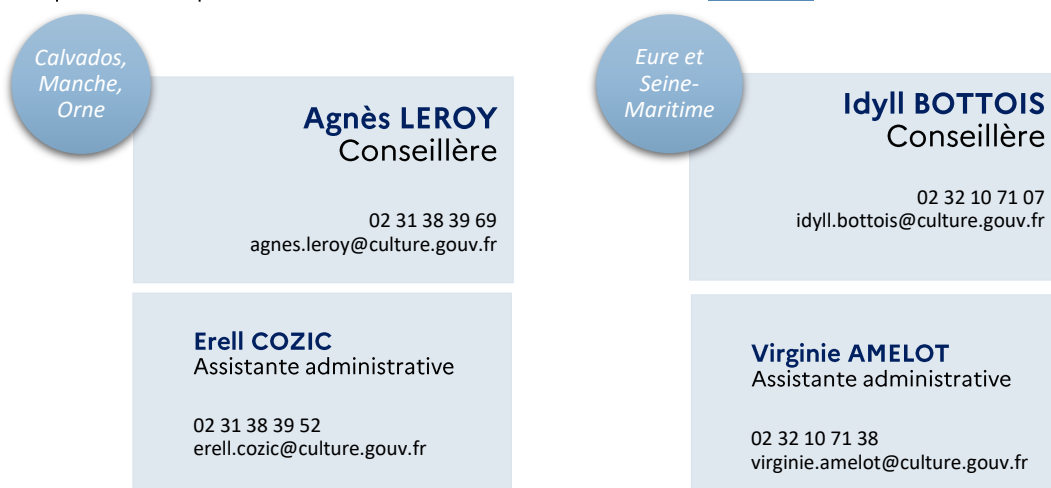 Calvados,
Manche,
Orne
Agnès LEROY
Conseillère
02 31 38 39 69
agnes.leroy@culture.gouv.fr
Erell COZIC
Assistante administrative
02 31 38 39 52
erell.cozic@culture.gouv.fr
Eure et
Seine-
Maritime
Idyll BOTTOIS
Conseillère
02 32 10 71 07
idyll.bottois@culture.gouv.fr
Virginie AMELOT
Assistante administrative
02 32 10 71 38
virginie.amelot@culture.gouv.fr